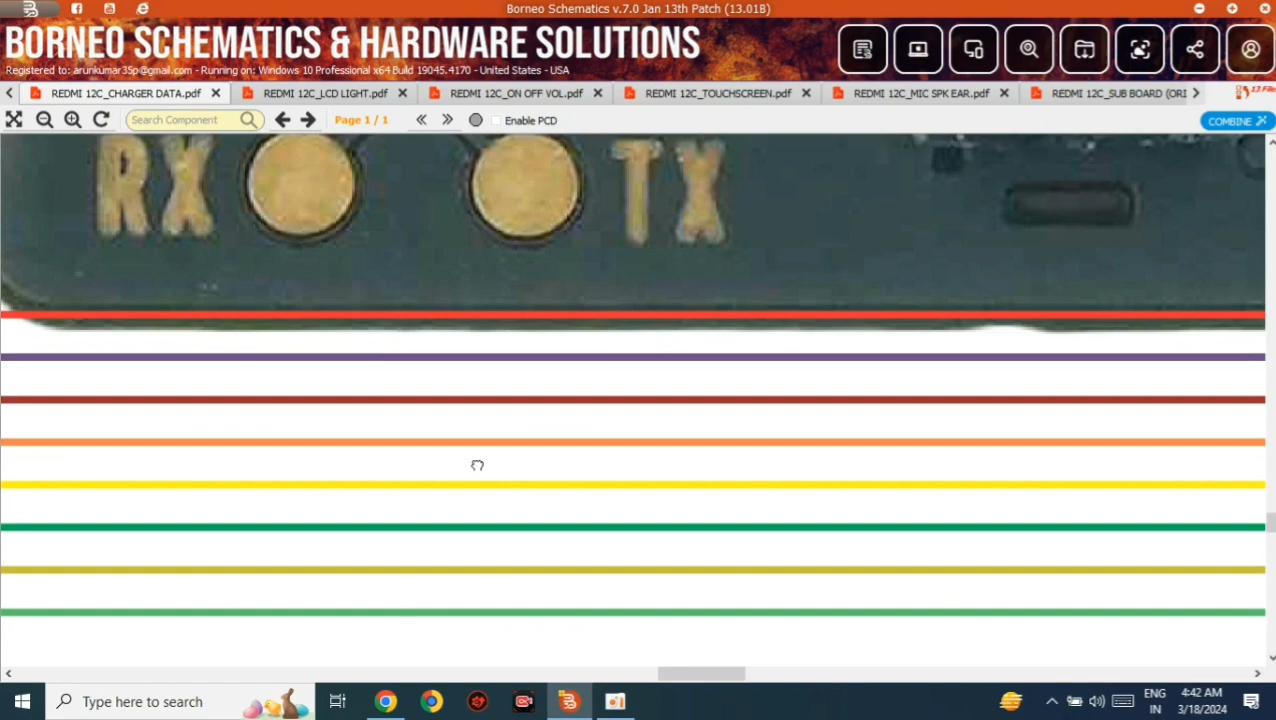 Borneo Schematics v.7.0 Jan 13th Patch (13.01B)
BORNEO SCHEMATICS & HARDWARE SOLUTIONS
Registered to: arunkumar35p@gmail.com - Running on: Windows 10 Professional x64 Build 19045.4170 - United States - USA
REDMI 12C_CHARGER DATA.pdf REDMI 12C_LCD LIGHT.pdf REDMI 12C_ON OFF VOL.pdf REDMI 12C_TOUCHSCREEN.pdf REDMI 12C_MIC SPK EAR.pdf REDMI 12C_SUB BOARD (ORI 13 File
Search Component Page 1 / 1 Enable PCD COMBINE
RX TX
Type here to search
ENG
IN
4:42 AM
3/18/2024